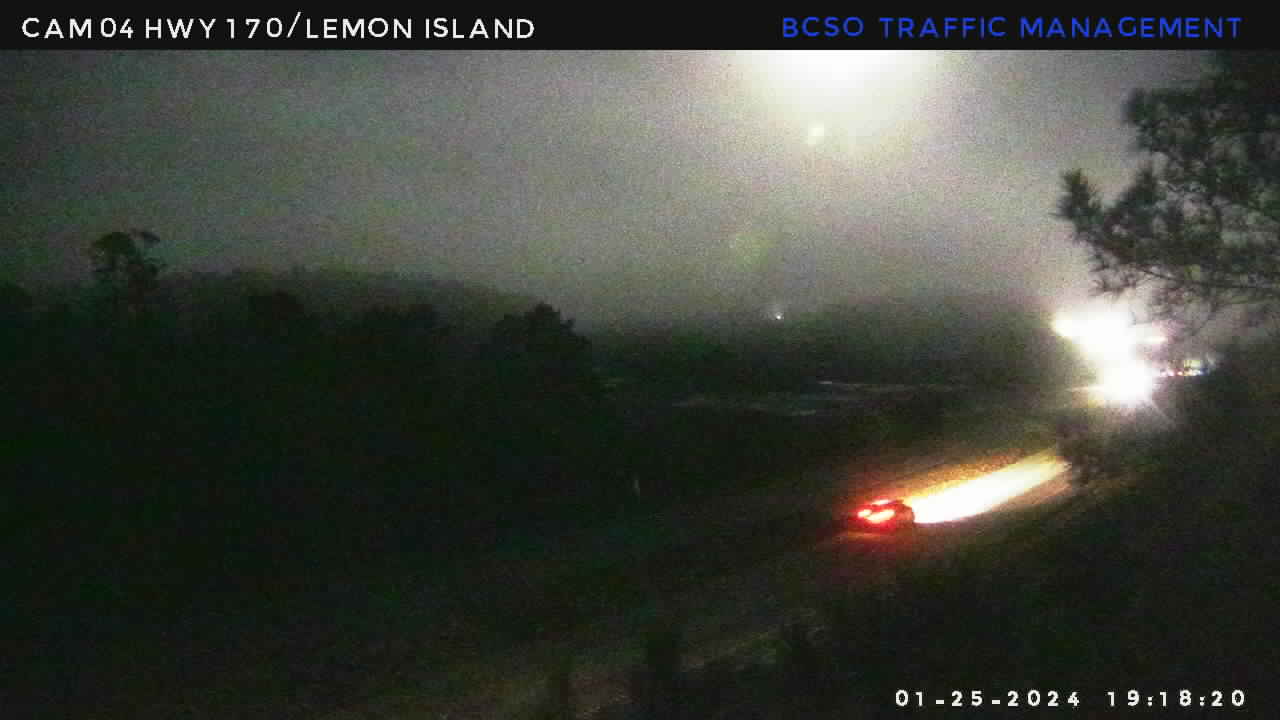 CAM04 HWY 170/LEMON ISLAND
BCSO TRAFFIC MANAGEMENT
01-25-2024 19:18:20